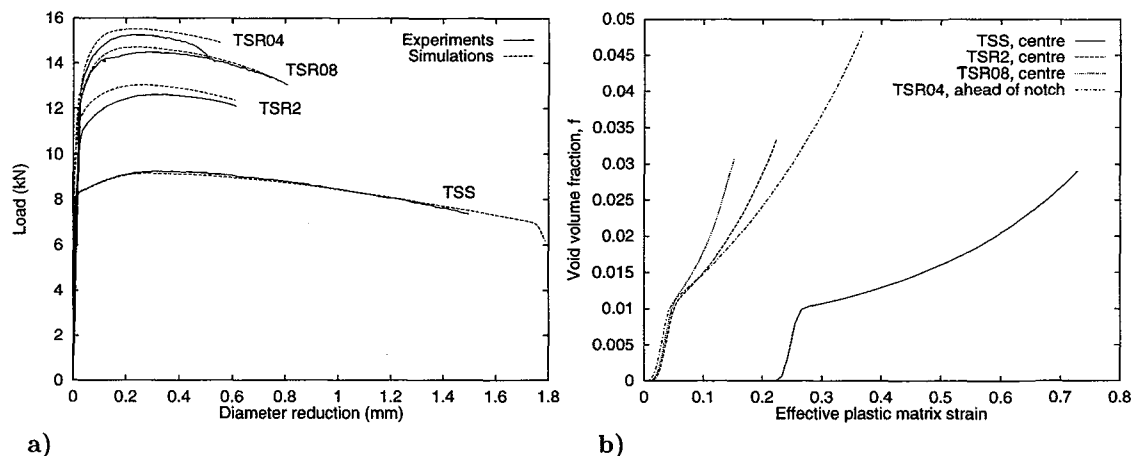 16
14
12
10
8
6
4
2
0
Load (kN)
TSR04
TSR08
TSR2
TSS
Experiments
Simulations
0 0.2 0.4 0.6 0.8 1 1.2 1.4 1.6 1.8
Diameter reduction (mm)
a)
0.05
0.045
0.04
0.035
0.03
0.025
0.02
0.015
0.01
0.005
0
Void volume fraction, f
TSS, centre
TSR2, centre
TSR08, centre
TSR04, ahead of notch
0 0.1 0.2 0.3 0.4 0.5 0.6 0.7 0.8
Effective plastic matrix strain
b)